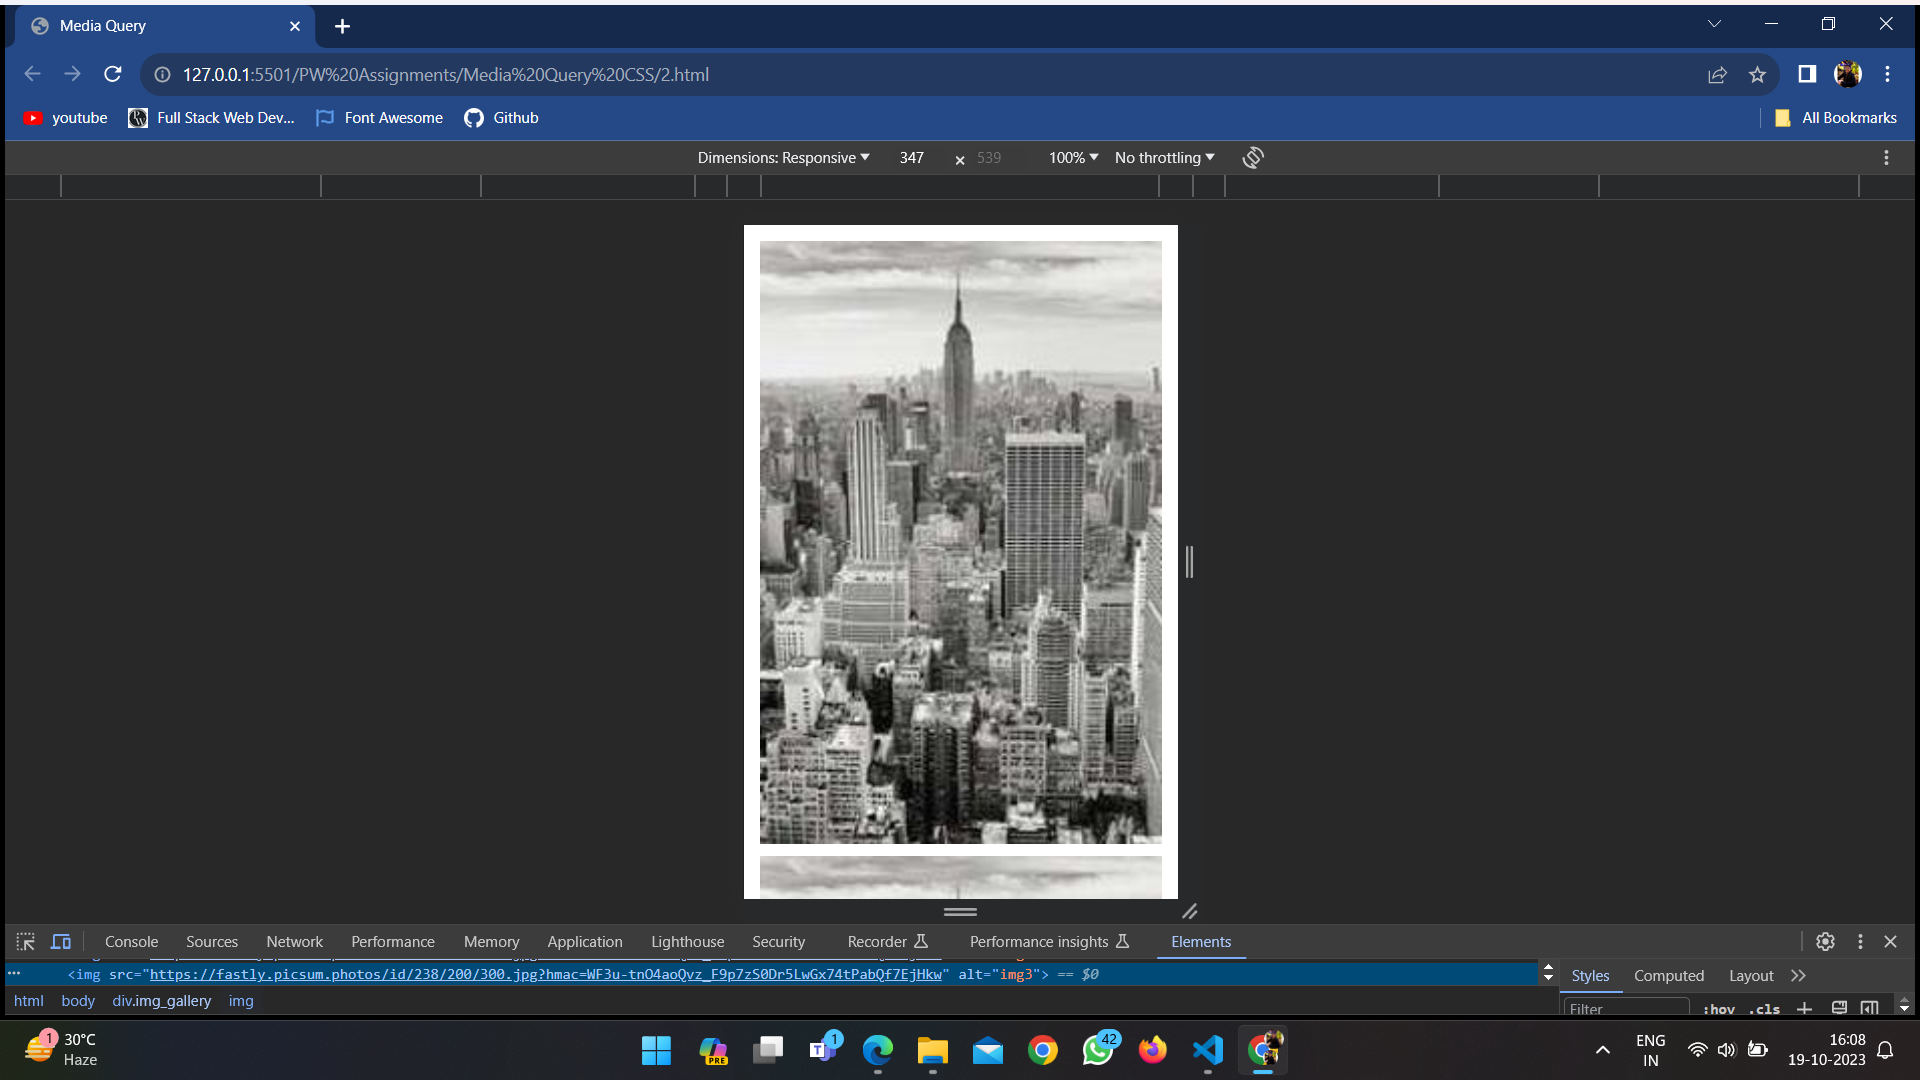 Media Query
127.0.0.1:5501/PW%20Assignments/Media%20Query%20CSS/2.html
youtube Full Stack Web Dev... Font Awesome Github All Bookmarks
Dimensions: Responsive 347 × 539 100% No throttling
Console Sources Network Performance Memory Application Lighthouse Security Recorder Performance insights Elements
<img src="https://fastly.picsum.photos/id/238/200/300.jpg?hmac=WF3u-tnO4aoQvz_F9p7zS0Dr5LwGx74tPabQf7EjHkw" alt="img3"> == $0
Styles Computed Layout
html body div.img_gallery img
Filter :hov .cls
1 30°C
Haze
PRE
1
42
ENG
IN
16:08
19-10-2023